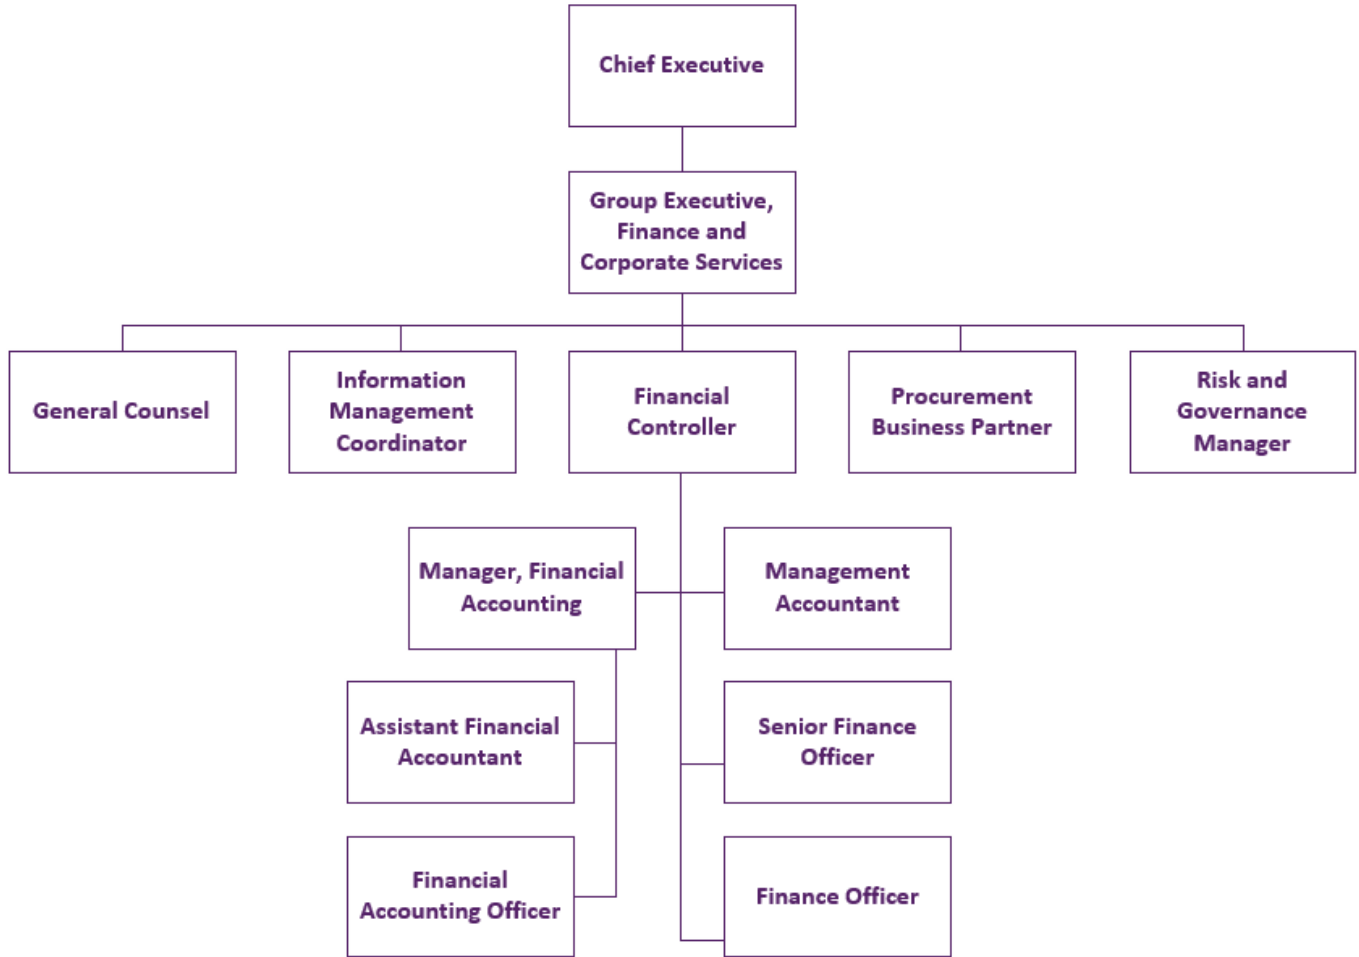 Chief Executive
Group Executive,
Finance and
Corporate Services
General Counsel
Information
Management
Coordinator
Financial
Controller
Procurement
Business Partner
Risk and
Governance
Manager
Manager, Financial
Accounting
Management
Accountant
Assistant Financial
Accountant
Senior Finance
Officer
Financial
Accounting Officer
Finance Officer